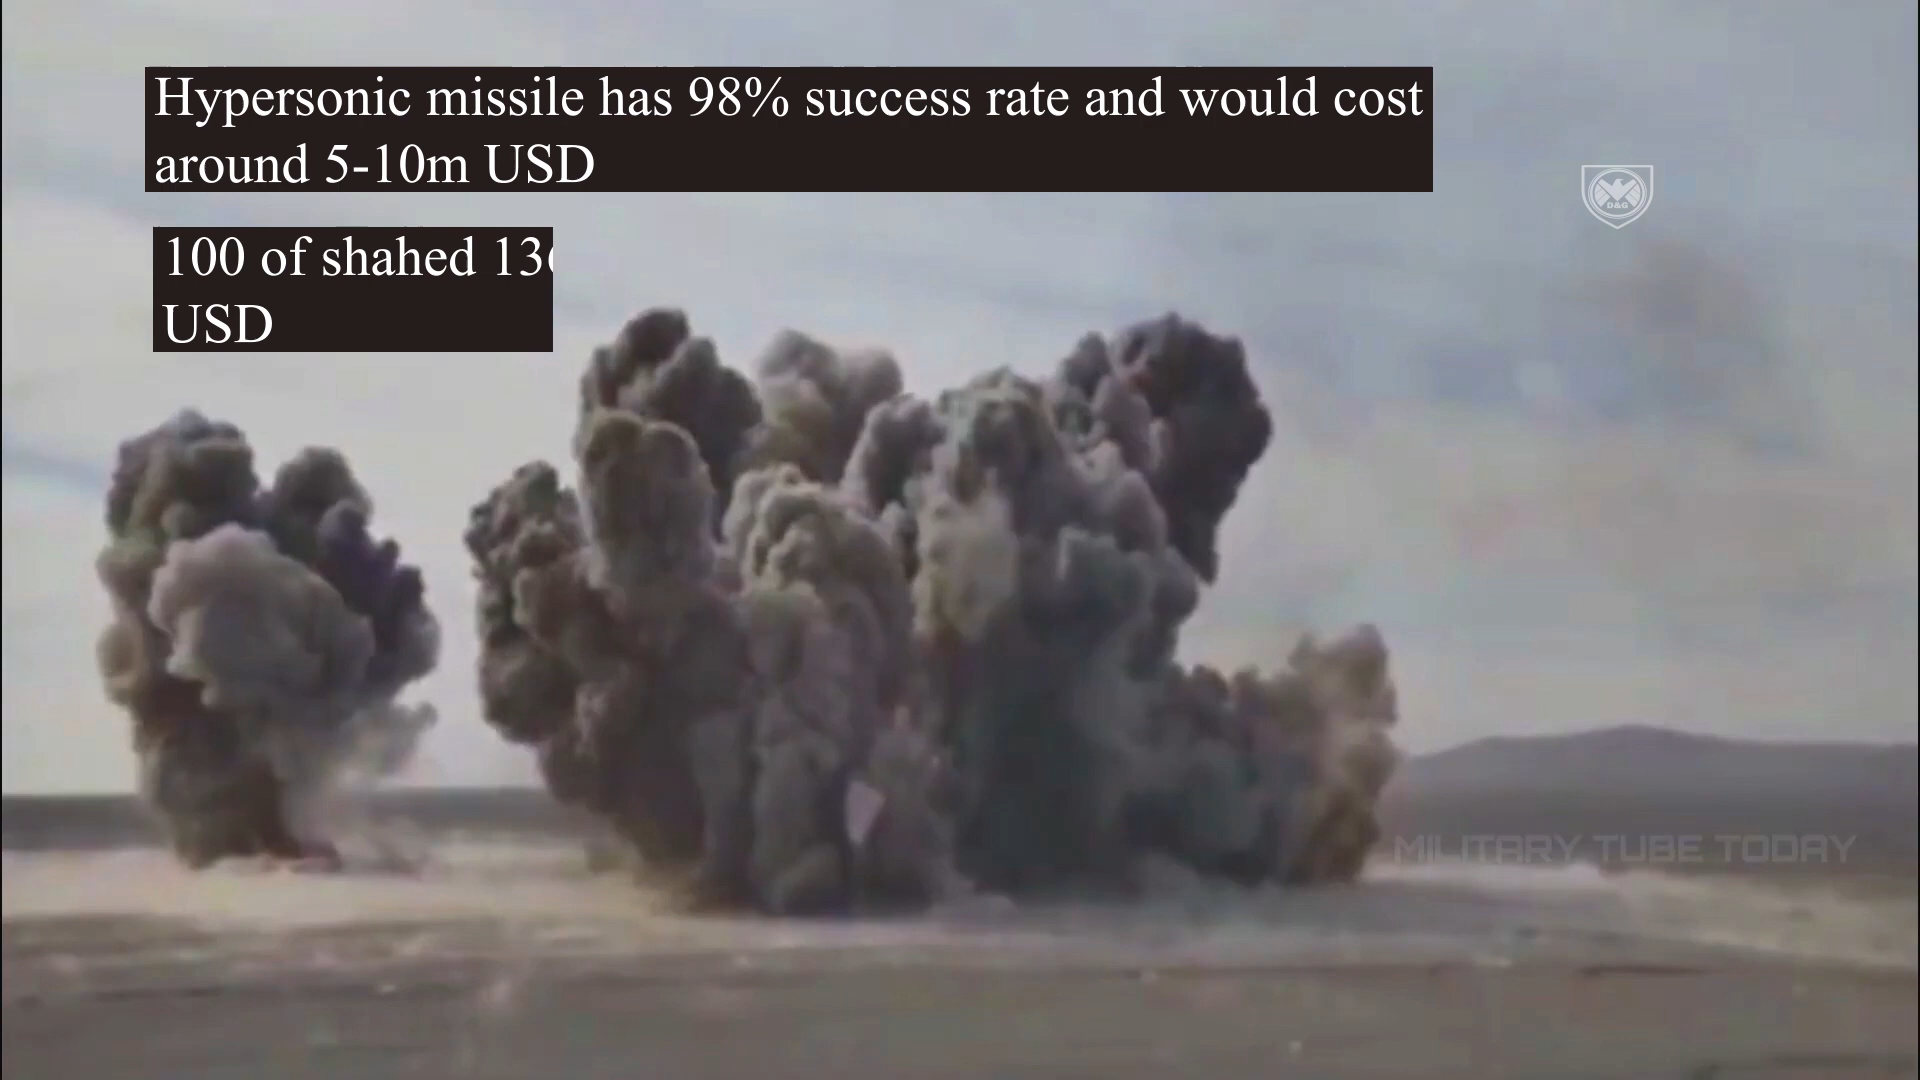 Hypersonic missile has 98% success rate and would cost
around 5-10m USD
100 of shahed
USD
D&G
MILITARY TUBE TODAY